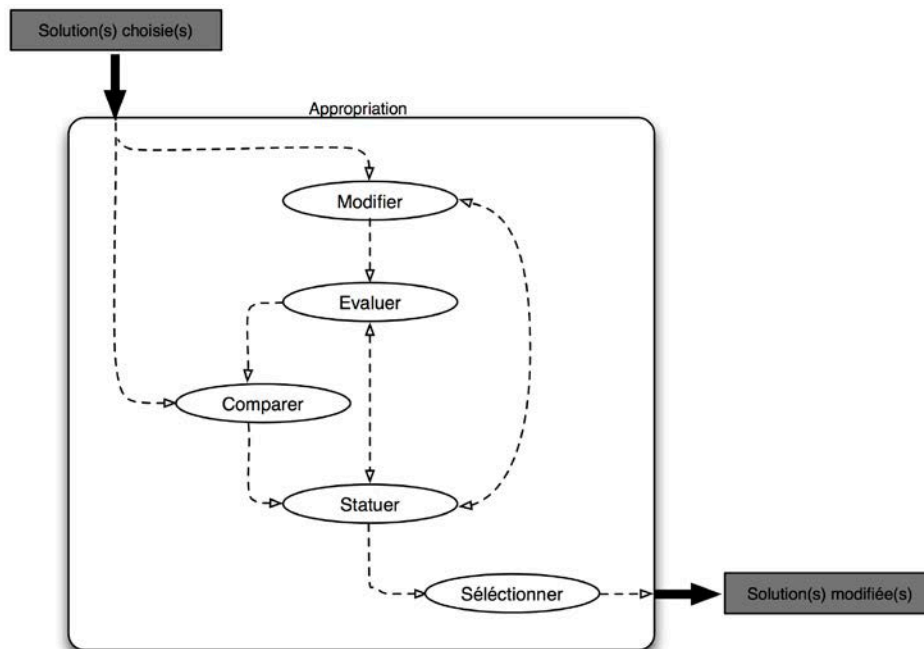 Solution(s) choisie(s)
Appropriation
Modifier
Evaluer
Comparer
Statuer
Séléctionner
Solution(s) modifiée(s)